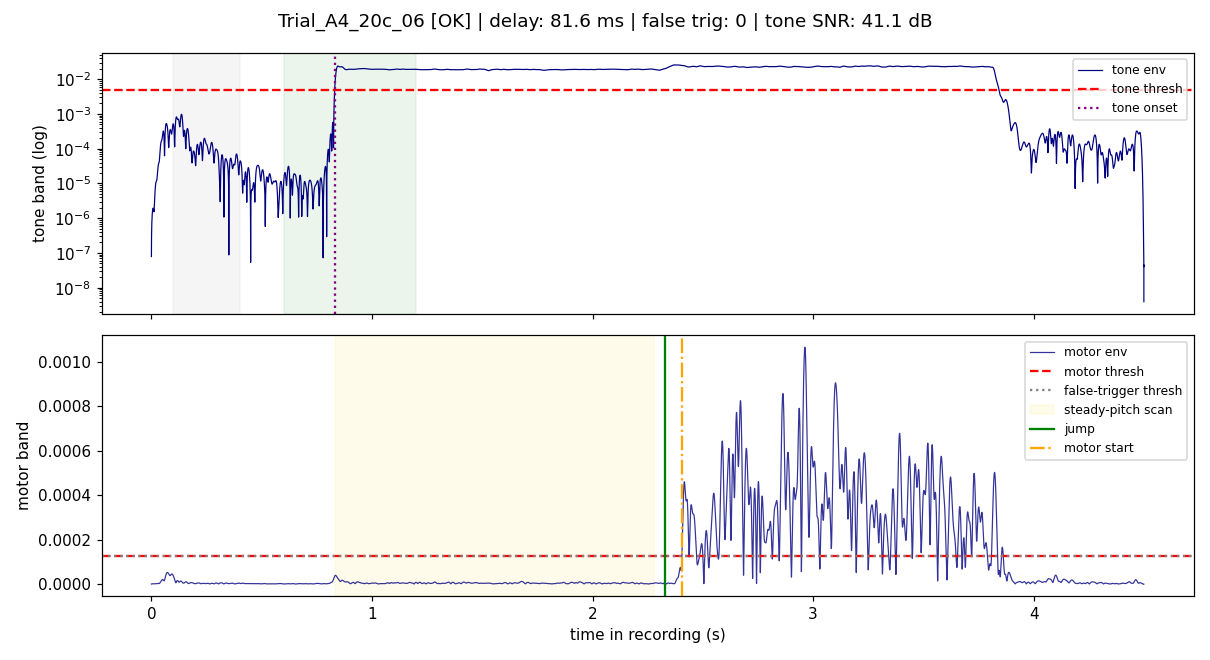 Trial_A4_20c_06 [OK] | delay: 81.6 ms | false trig: 0 | tone SNR: 41.1 dB
tone band (log)
10⁻²
10⁻³
10⁻⁴
10⁻⁵
10⁻⁶
10⁻⁷
10⁻⁸
tone env
tone thresh
tone onset
motor band
0.0010
0.0008
0.0006
0.0004
0.0002
0.0000
motor env
motor thresh
false-trigger thresh
steady-pitch scan
jump
motor start
0 1 2 3 4
time in recording (s)